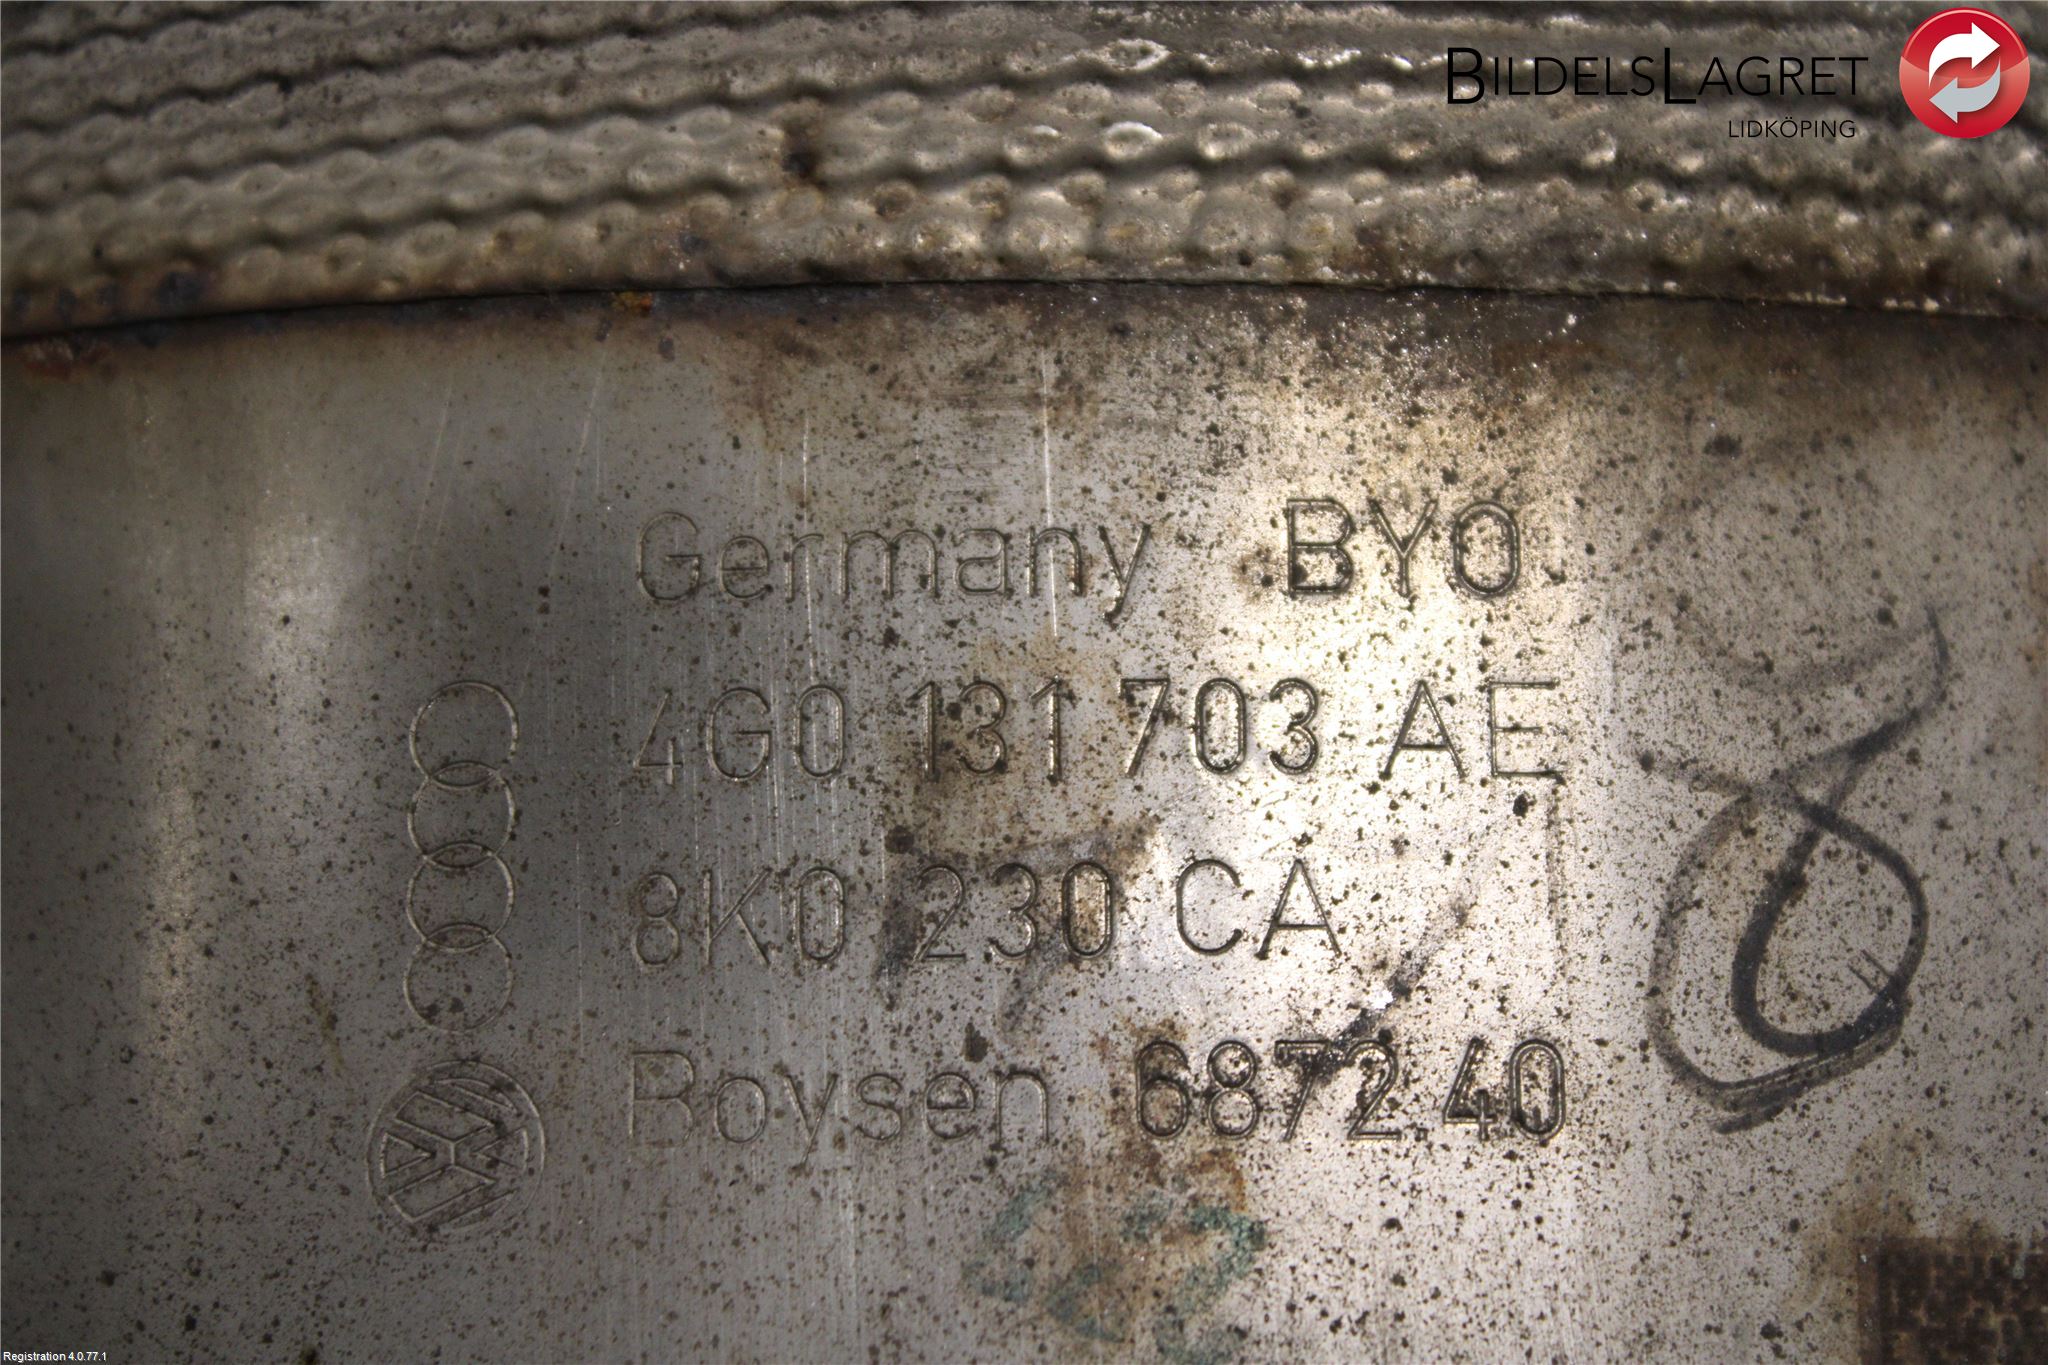 BILDELSLAGRET
LIDKÖPING
Germany BYO
4G0 131 703 AE
8K0 230 CA
Boysen 6872.40
8
Registration 4.0.77.1